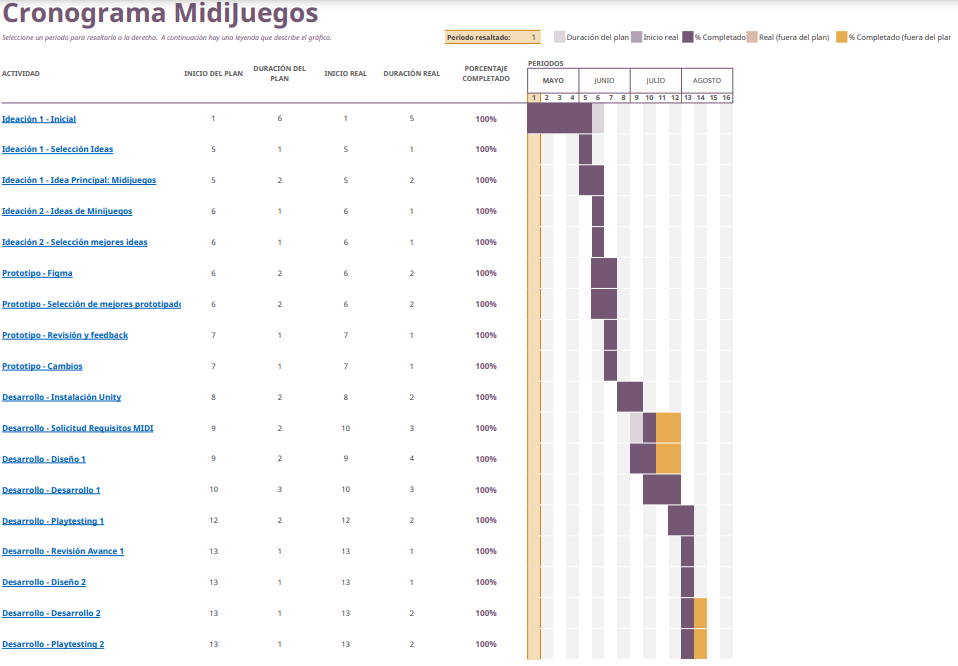 Cronograma MidiJuegos
Seleccione un periodo para resaltarlo a la derecha. A continuación hay una leyenda que describe el gráfico.
Periodo resaltado: 1
Duración del plan
Inicio real
% Completado
Real (fuera del plan)
% Completado (fuera del plan
ACTIVIDAD INICIO DEL PLAN DURACIÓN DEL PLAN INICIO REAL DURACIÓN REAL PORCENTAJE COMPLETADO PERIODOS
MAYO JUNIO JULIO AGOSTO
1 2 3 4 5 6 7 8 9 10 11 12 13 14 15 16
Ideación 1 - Inicial 1 6 1 5 100%
Ideación 1 - Selección Ideas 5 1 5 1 100%
Ideación 1 - Idea Principal: Midijuegos 5 2 5 2 100%
Ideación 2 - Ideas de Minijuegos 6 1 6 1 100%
Ideación 2 - Selección mejores ideas 6 1 6 1 100%
Prototipo - Figma 6 2 6 2 100%
Prototipo - Selección de mejores prototipado 6 2 6 2 100%
Prototipo - Revisión y feedback 7 1 7 1 100%
Prototipo - Cambios 7 1 7 1 100%
Desarrollo - Instalación Unity 8 2 8 2 100%
Desarrollo - Solicitud Requisitos MIDI 9 2 10 3 100%
Desarrollo - Diseño 1 9 2 9 4 100%
Desarrollo - Desarrollo 1 10 3 10 3 100%
Desarrollo - Playtesting 1 12 2 12 2 100%
Desarrollo - Revisión Avance 1 13 1 13 1 100%
Desarrollo - Diseño 2 13 1 13 1 100%
Desarrollo - Desarrollo 2 13 1 13 2 100%
Desarrollo - Playtesting 2 13 1 13 2 100%